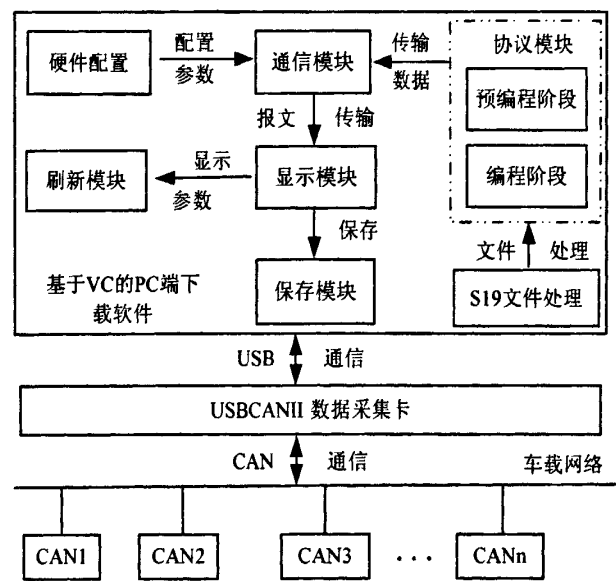 硬件配置
配置
参数
通信模块
传输
数据
协议模块
预编程阶段
编程阶段
报文
传输
刷新模块
显示
参数
显示模块
保存
文件
处理
基于VC的PC端下
载软件
保存模块
S19文件处理
USB
通信
USBCANII 数据采集卡
CAN
通信
车载网络
CAN1
CAN2
CAN3
···
CANn